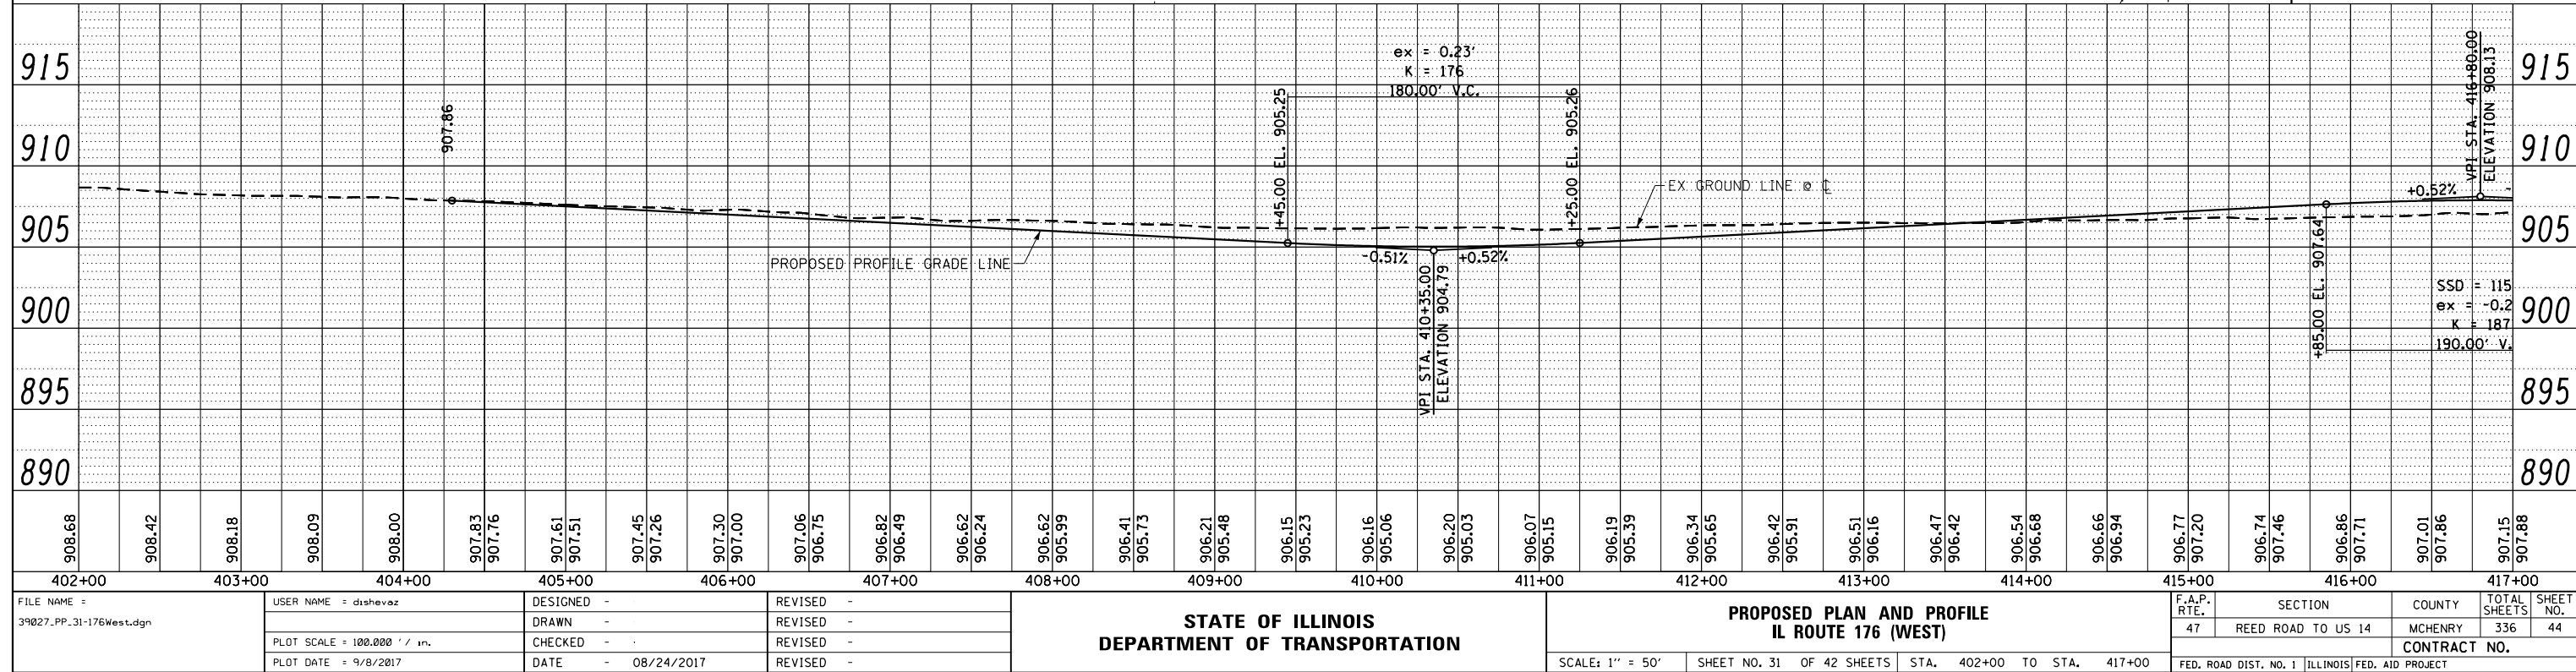 915
910
905
900
895
890
907.86
ex = 0.23'
K = 176
180.00' V.C.
+45.00 EL. 905.25
+25.00 EL. 905.26
EX GROUND LINE @ ℄
PROPOSED PROFILE GRADE LINE
-0.51%
+0.52%
VPI STA. 410+35.00
ELEVATION 904.79
VPI STA. 416+80.00
ELEVATION 908.13
+0.52%
+85.00 EL. 907.64
SSD = 115
ex = -0.2
K = 187
190.00' V.
915
910
905
900
895
890
908.68
908.42
908.18
908.09
908.00
907.83
907.76
907.61
907.51
907.45
907.26
907.30
907.00
907.06
906.75
906.82
906.49
906.62
906.24
906.62
905.99
906.41
905.73
906.21
905.48
906.15
905.23
906.16
905.06
906.20
905.03
906.07
905.15
906.19
905.39
906.34
905.65
906.42
905.91
906.51
906.16
906.47
906.42
906.54
906.68
906.66
906.94
906.77
907.20
906.74
907.46
906.86
907.71
907.01
907.86
907.15
907.88
402+00 403+00 404+00 405+00 406+00 407+00 408+00 409+00 410+00 411+00 412+00 413+00 414+00 415+00 416+00 417+00
FILE NAME =
39027_PP_31-176West.dgn
USER NAME = dishevaz
PLOT SCALE = 100.000 ' / in.
PLOT DATE = 9/8/2017
DESIGNED -
DRAWN -
CHECKED -
DATE - 08/24/2017
REVISED -
REVISED -
REVISED -
REVISED -
STATE OF ILLINOIS
DEPARTMENT OF TRANSPORTATION
PROPOSED PLAN AND PROFILE
IL ROUTE 176 (WEST)
SCALE: 1" = 50' SHEET NO. 31 OF 42 SHEETS STA. 402+00 TO STA. 417+00
F.A.P. RTE.
SECTION
COUNTY
TOTAL SHEETS
SHEET NO.
47 REED ROAD TO US 14 MCHENRY 336 44
CONTRACT NO.
FED. ROAD DIST. NO. 1 ILLINOIS FED. AID PROJECT